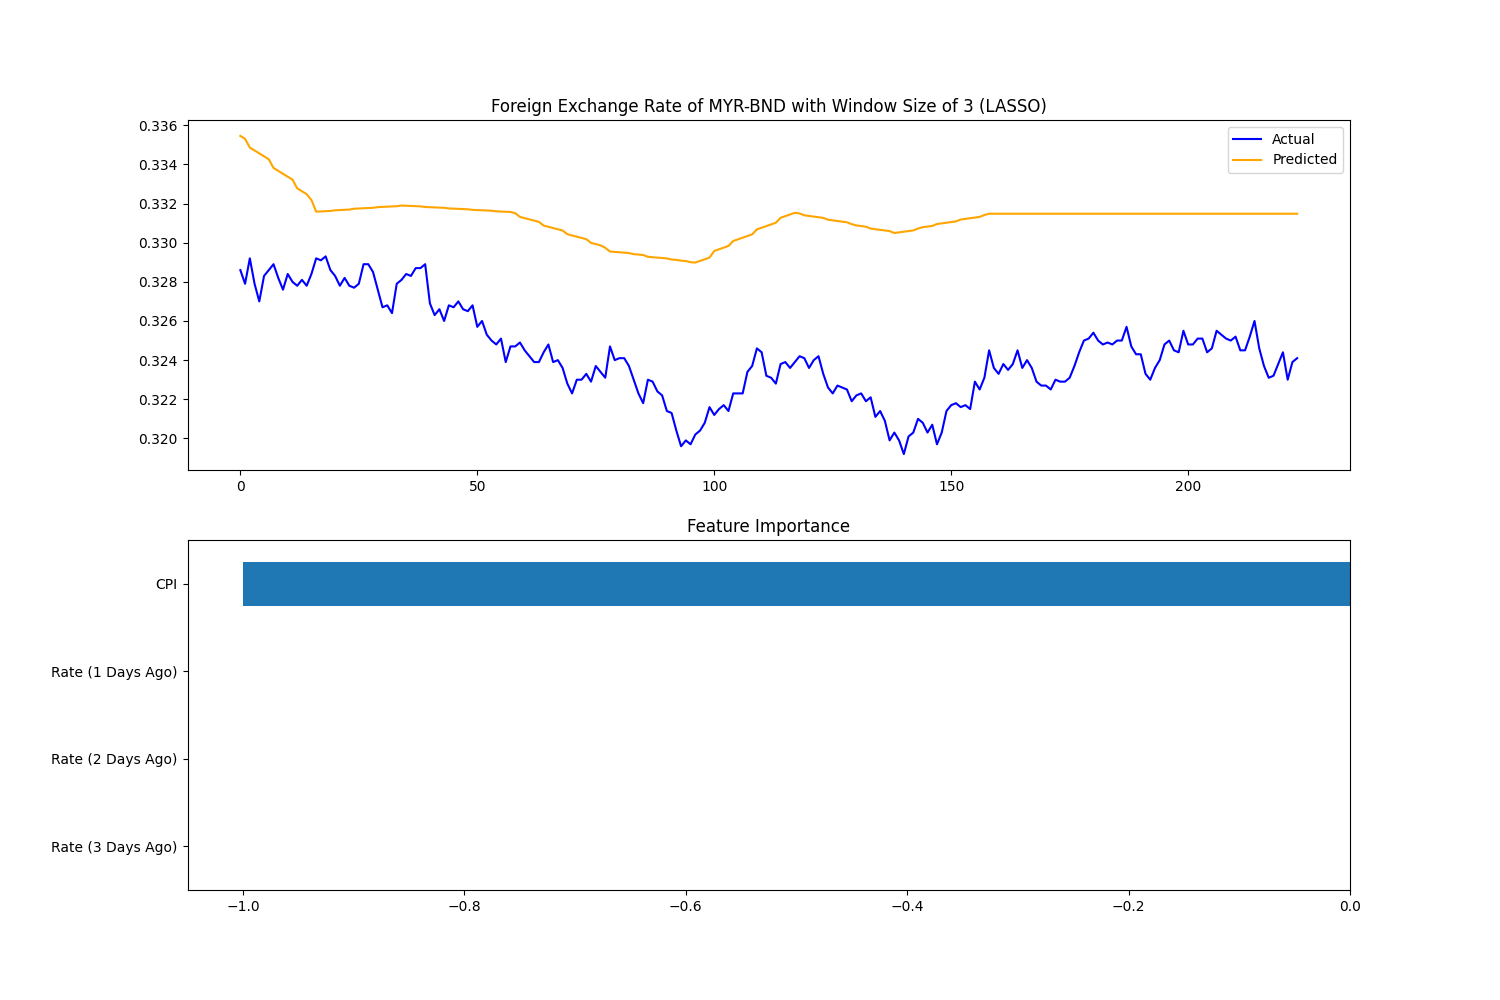 Foreign Exchange Rate of MYR-BND with Window Size of 3 (LASSO)
0.336
0.334
0.332
0.330
0.328
0.326
0.324
0.322
0.320
Actual
Predicted
0 50 100 150 200
Feature Importance
CPI
Rate (1 Days Ago)
Rate (2 Days Ago)
Rate (3 Days Ago)
−1.0 −0.8 −0.6 −0.4 −0.2 0.0